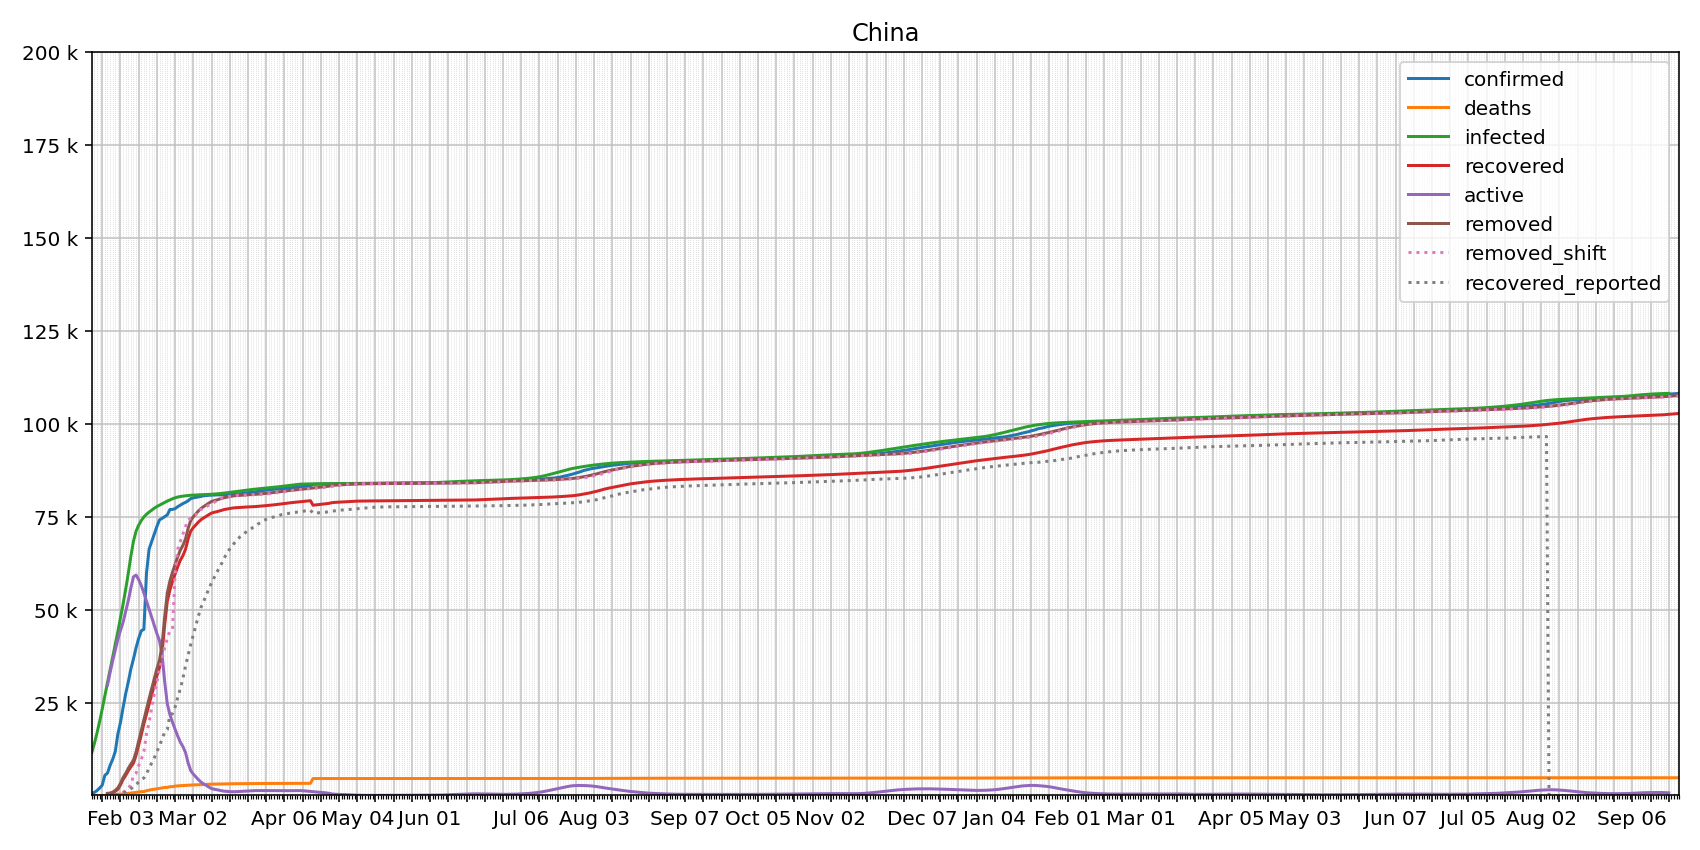 China
200 k
175 k
150 k
125 k
100 k
75 k
50 k
25 k
confirmed
deaths
infected
recovered
active
removed
removed_shift
recovered_reported
Feb 03 Mar 02 Apr 06 May 04 Jun 01 Jul 06 Aug 03 Sep 07 Oct 05 Nov 02 Dec 07 Jan 04 Feb 01 Mar 01 Apr 05 May 03 Jun 07 Jul 05 Aug 02 Sep 06